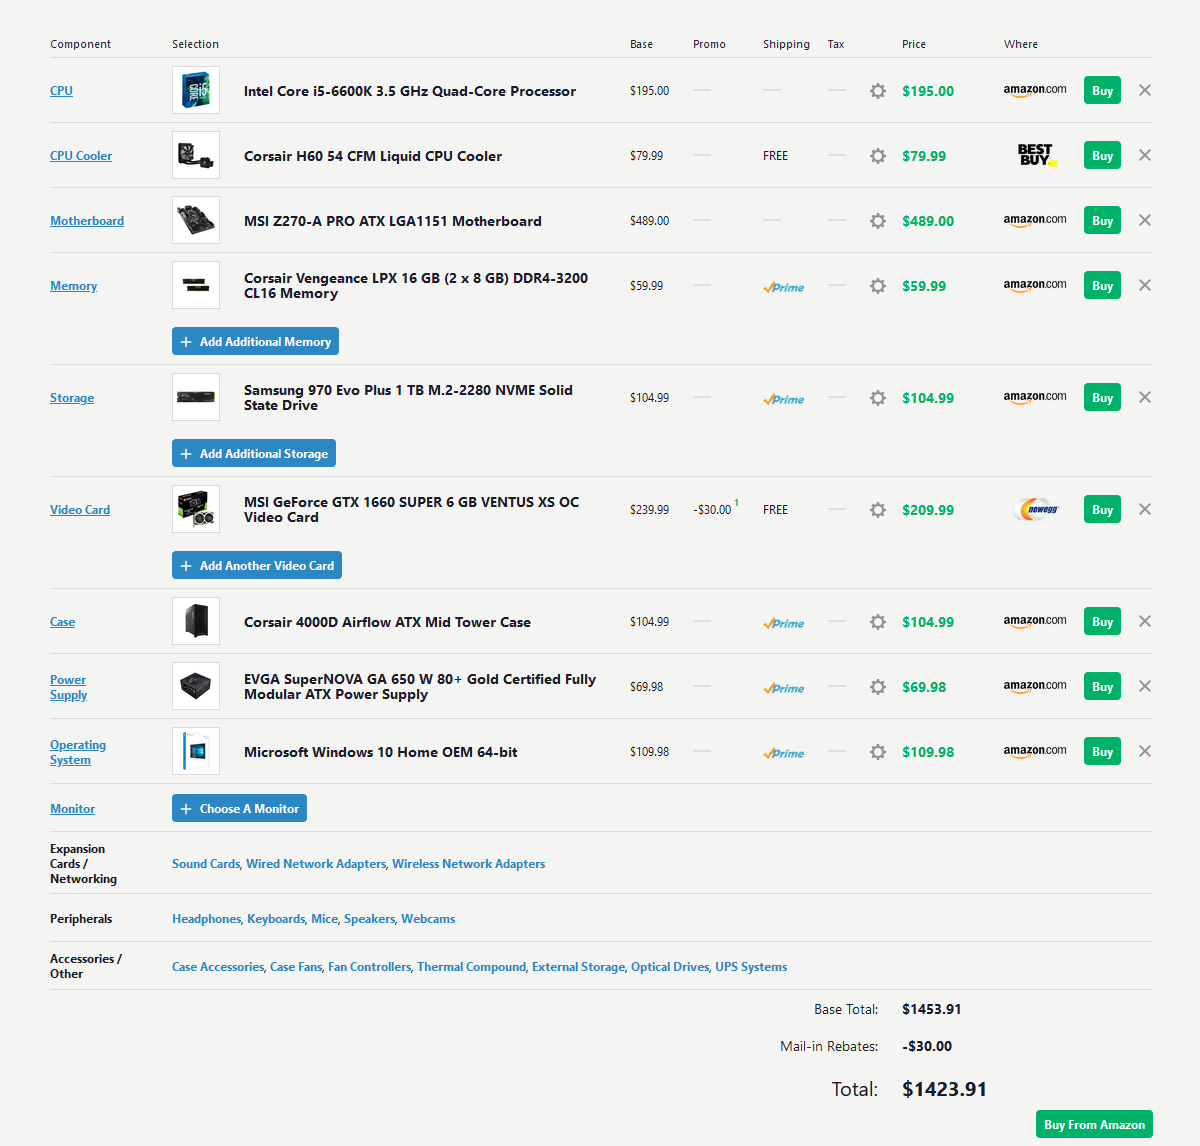 Component Selection Base Promo Shipping Tax Price Where
CPU Intel Core i5-6600K 3.5 GHz Quad-Core Processor $195.00 — — — $195.00 amazon.com Buy
CPU Cooler Corsair H60 54 CFM Liquid CPU Cooler $79.99 — FREE — $79.99 BEST BUY Buy
Motherboard MSI Z270-A PRO ATX LGA1151 Motherboard $489.00 — — — $489.00 amazon.com Buy
Memory Corsair Vengeance LPX 16 GB (2 x 8 GB) DDR4-3200
CL16 Memory $59.99 — Prime — $59.99 amazon.com Buy
+ Add Additional Memory
Storage Samsung 970 Evo Plus 1 TB M.2-2280 NVME Solid
State Drive $104.99 — Prime — $104.99 amazon.com Buy
+ Add Additional Storage
Video Card MSI GeForce GTX 1660 SUPER 6 GB VENTUS XS OC
Video Card $239.99 -$30.00 1 FREE — $209.99 newegg Buy
+ Add Another Video Card
Case Corsair 4000D Airflow ATX Mid Tower Case $104.99 — Prime — $104.99 amazon.com Buy
Power
Supply EVGA SuperNOVA GA 650 W 80+ Gold Certified Fully
Modular ATX Power Supply $69.98 — Prime — $69.98 amazon.com Buy
Operating
System Microsoft Windows 10 Home OEM 64-bit $109.98 — Prime — $109.98 amazon.com Buy
Monitor + Choose A Monitor
Expansion
Cards /
Networking Sound Cards, Wired Network Adapters, Wireless Network Adapters
Peripherals Headphones, Keyboards, Mice, Speakers, Webcams
Accessories /
Other Case Accessories, Case Fans, Fan Controllers, Thermal Compound, External Storage, Optical Drives, UPS Systems
Base Total: $1453.91
Mail-in Rebates: -$30.00
Total: $1423.91
Buy From Amazon